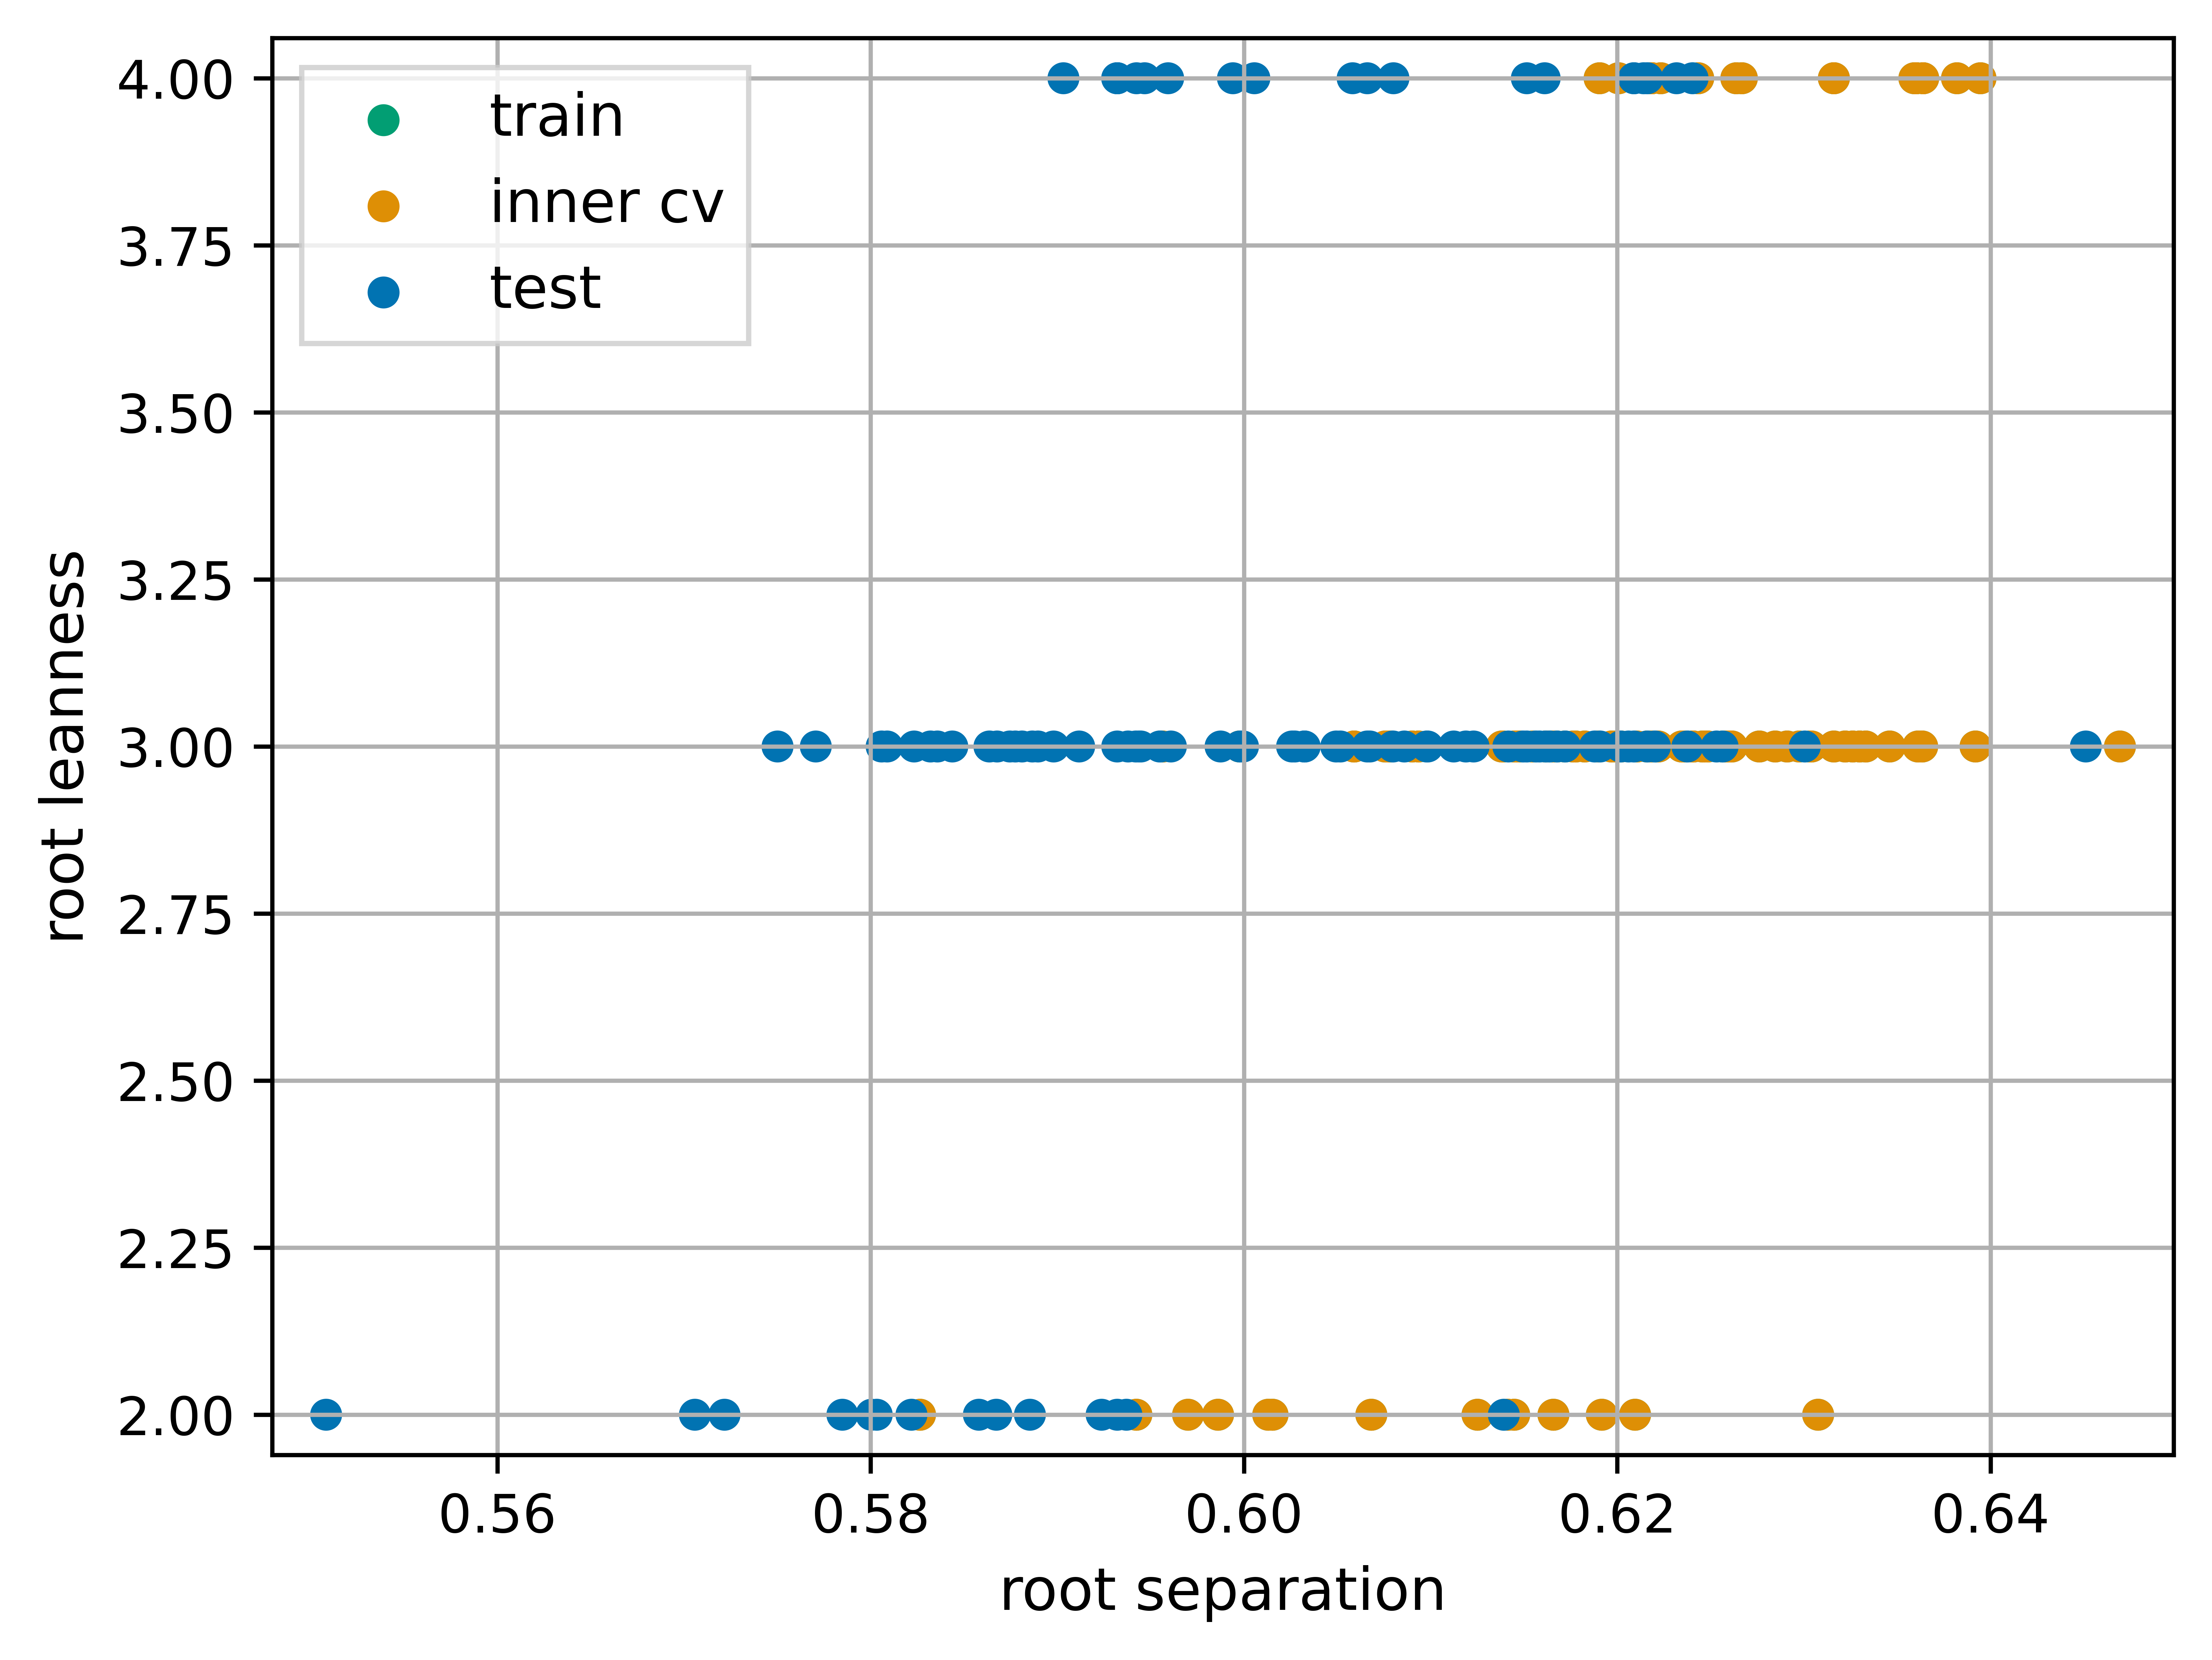 train
inner cv
test
4.00
3.75
3.50
3.25
3.00
2.75
2.50
2.25
2.00
root leanness
0.56 0.58 0.60 0.62 0.64
root separation